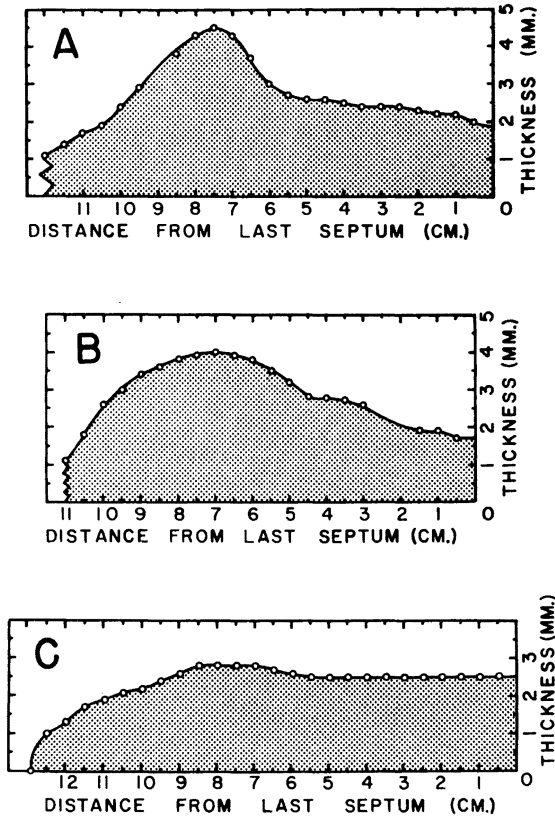 A
5
4
3
2
1
THICKNESS (MM.)
11 10 9 8 7 6 5 4 3 2 1 0
DISTANCE FROM LAST SEPTUM (CM.)
B
5
4
3
2
1
THICKNESS (MM.)
11 10 9 8 7 6 5 4 3 2 1 0
DISTANCE FROM LAST SEPTUM (CM.)
C
3
2
1
THICKNESS (MM.)
12 11 10 9 8 7 6 5 4 3 2 1 0
DISTANCE FROM LAST SEPTUM (CM.)